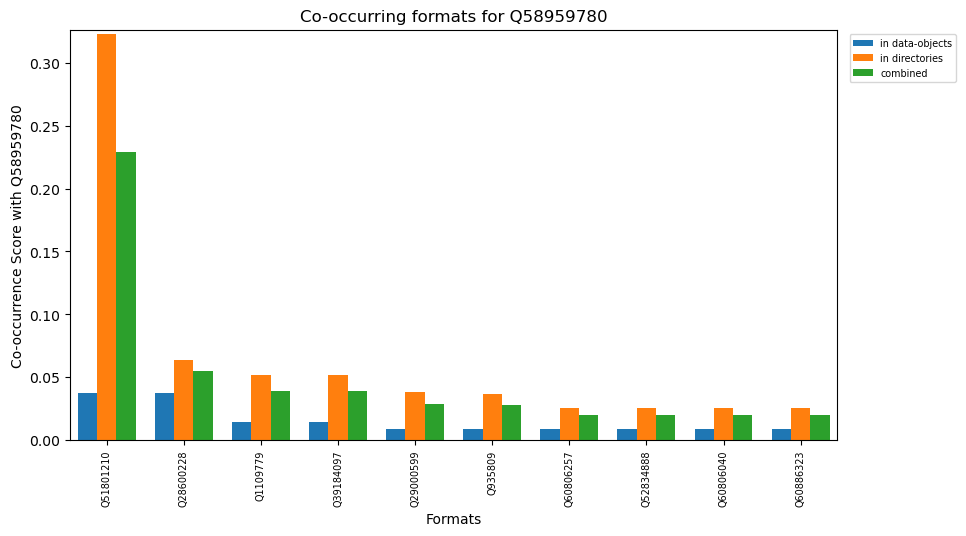 Co-occurring formats for Q58959780
in data-objects
in directories
combined
Co-occurrence Score with Q58959780
0.30
0.25
0.20
0.15
0.10
0.05
0.00
Q51801210
Q28600228
Q1109779
Q39184097
Q29000599
Q935809
Q60806257
Q52834888
Q60806040
Q60886323
Formats